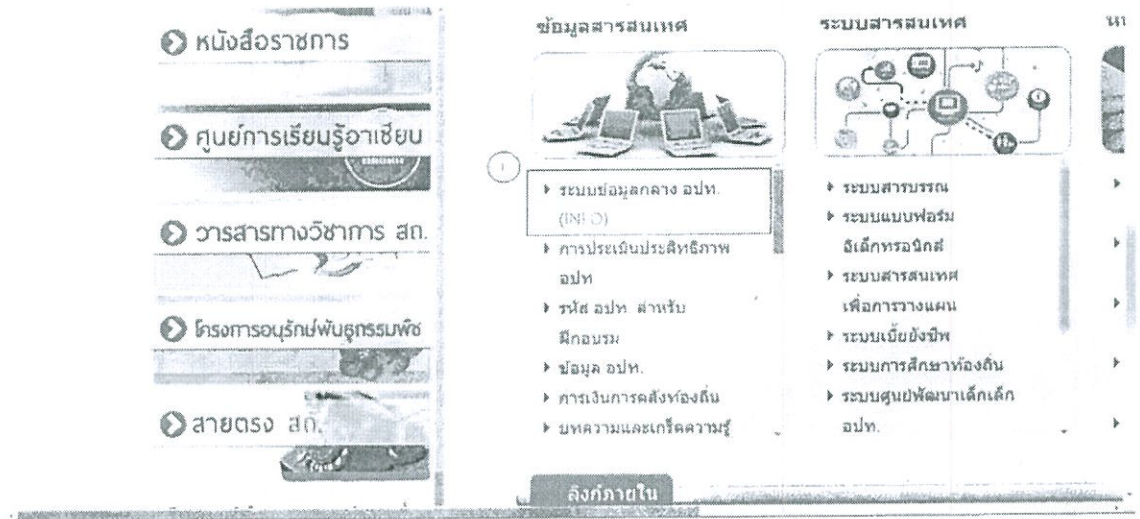 หนังสือราชการ
ศูนย์การเรียนรู้อาเซียน
วารสารทางวิชาการ สถ.
โครงการอนุรักษ์พันธุกรรมพืช
สายตรง สถ.
ข้อมูลสารสนเทศ
1
ระบบข้อมูลกลาง อปท.
(INFO)
การประเมินประสิทธิภาพ
อปท
รหัส อปท สำหรับ
ฝึกอบรม
ข้อมูล อปท.
การเงินการคลังท้องถิ่น
บทความและเกร็ดความรู้
ลิงก์ภายใน
ระบบสารสนเทศ
ระบบสารบรรณ
ระบบแบบฟอร์ม
อิเล็กทรอนิกส์
ระบบสารสนเทศ
เพื่อการวางแผน
ระบบเบี้ยยังชีพ
ระบบการศึกษาท้องถิ่น
ระบบศูนย์พัฒนาเด็กเล็ก
อปท.